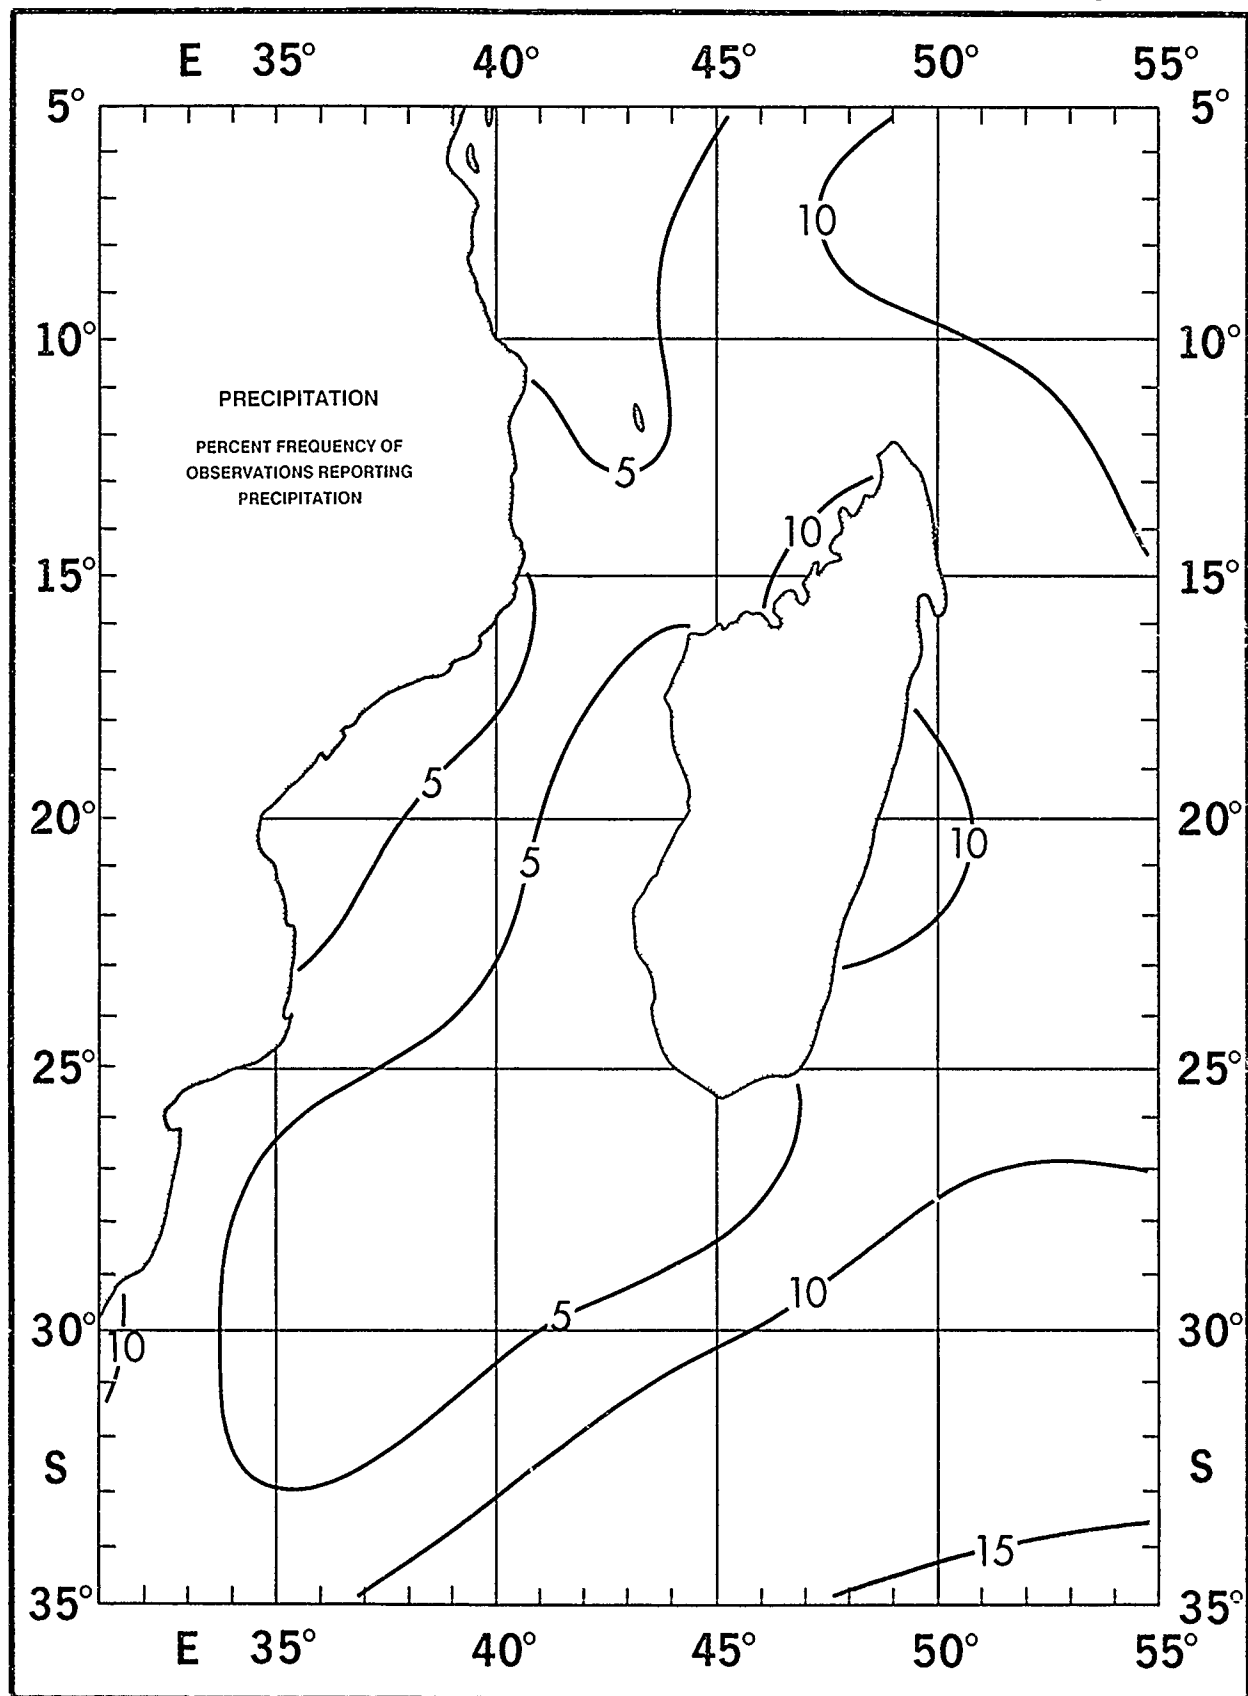 E 35° 40° 45° 50° 55°
5° 5°
10
10° 10°
PRECIPITATION
PERCENT FREQUENCY OF
OBSERVATIONS REPORTING
PRECIPITATION
5
10
15° 15°
5
20° 20°
10
5
25° 25°
10
5
30° 30°
10
S S
15
35° 35°
E 35° 40° 45° 50° 55°